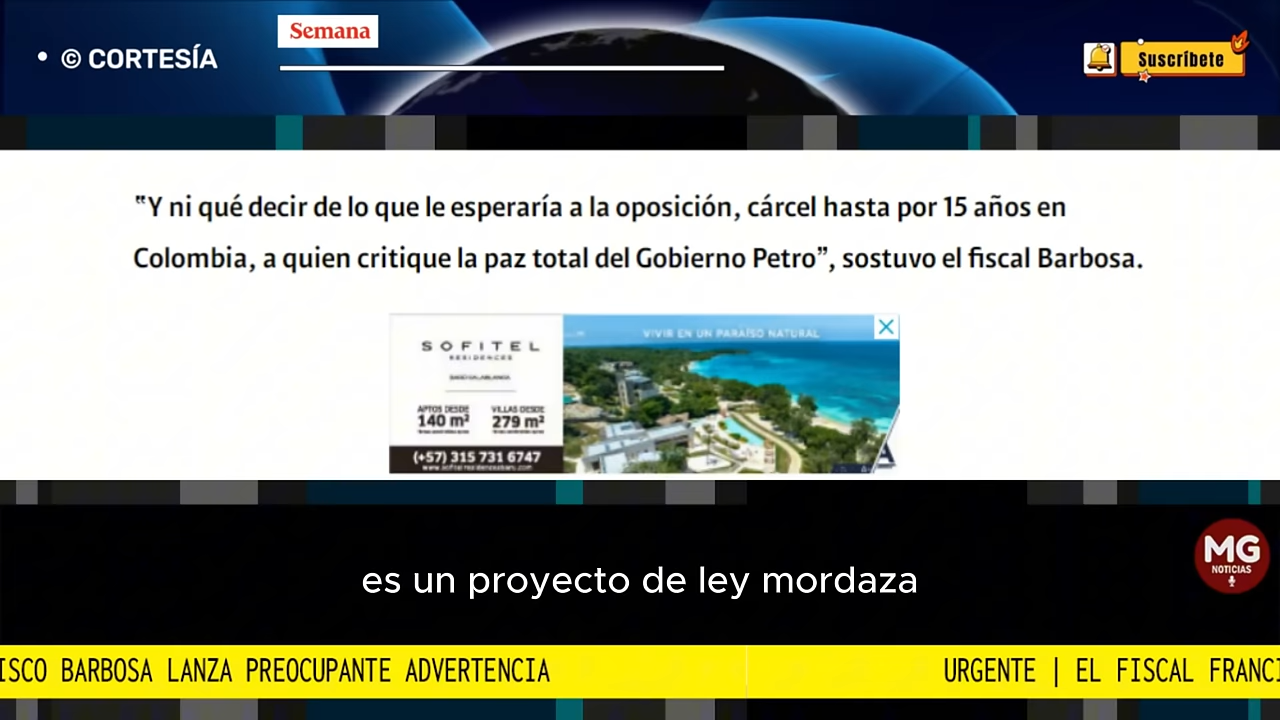 Semana
• © CORTESÍA
Suscríbete
“Y ni qué decir de lo que le esperaría a la oposición, cárcel hasta por 15 años en
Colombia, a quien critique la paz total del Gobierno Petro”, sostuvo el fiscal Barbosa.
SOFITEL
RESIDENCES
VIVIR EN UN PARAÍSO NATURAL
APTOS DESDE
140 m²
VILLAS DESDE
279 m²
(+57) 315 731 6747
es un proyecto de ley mordaza
MG
NOTICIAS
ISCO BARBOSA LANZA PREOCUPANTE ADVERTENCIA
URGENTE | EL FISCAL FRANCI